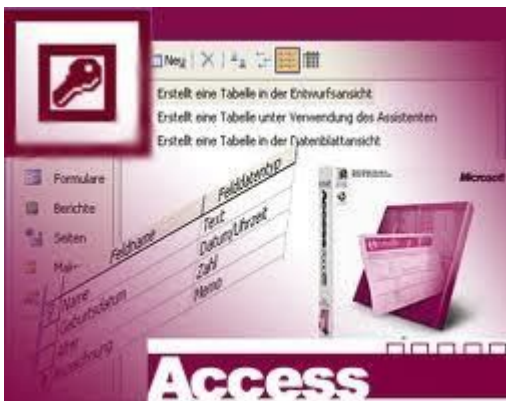 Neu
Erstellt eine Tabelle in der Entwurfsansicht
Erstellt eine Tabelle unter Verwendung des Assistenten
Erstellt eine Tabelle in der Datenblattansicht
Formulare
Berichte
Seiten
Feldname Felddatentyp
Name Text
Geburtsdatum Datum/Uhrzeit
Alter Zahl
Memo
Microsoft
Access